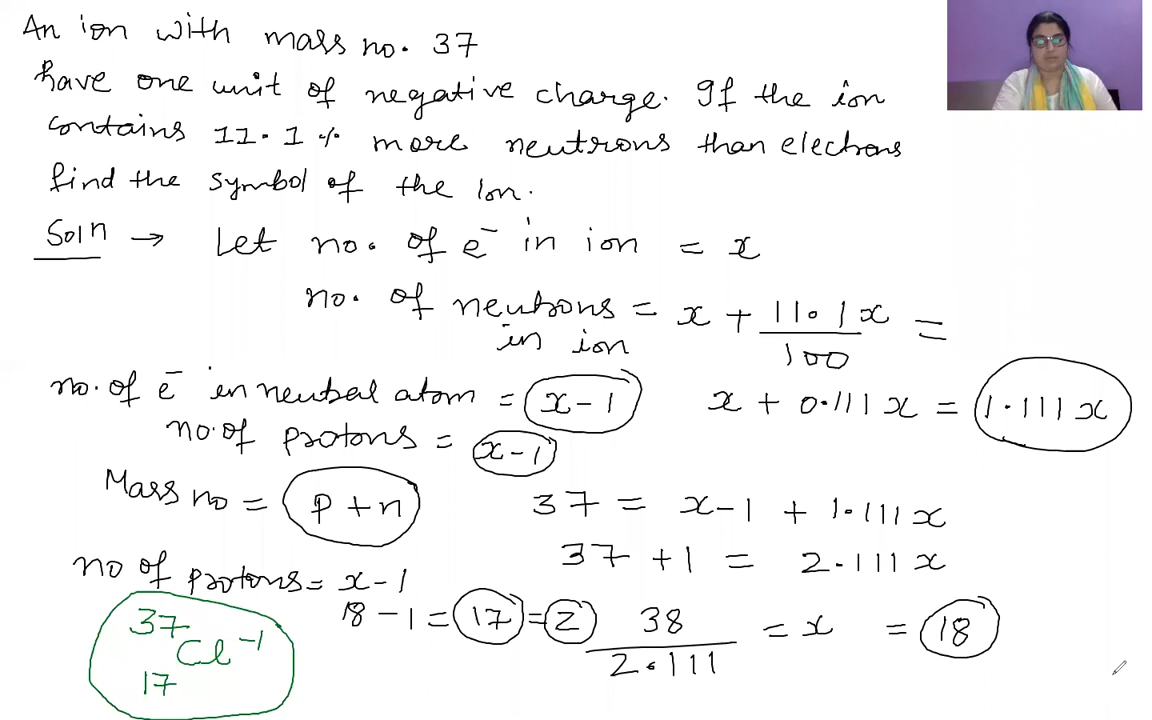 An ion with mass no. 37
have one unit of negative charge. If the ion
contains 11.1% more neutrons than electrons
find the symbol of the Ion.
Soln → Let no. of e⁻ in ion = x
no. of neutrons = x + 11.1x/100 =
in ion
no. of e⁻ in neutral atom = x-1
x + 0.111x = 1.111x
no. of protons = x-1
Mass no = p+n
37 = x-1 + 1.111x
37 +1 = 2.111x
no of protons = x-1
18-1 = 17 = Z
38/2.111 = x = 18
37
Cl⁻¹
17